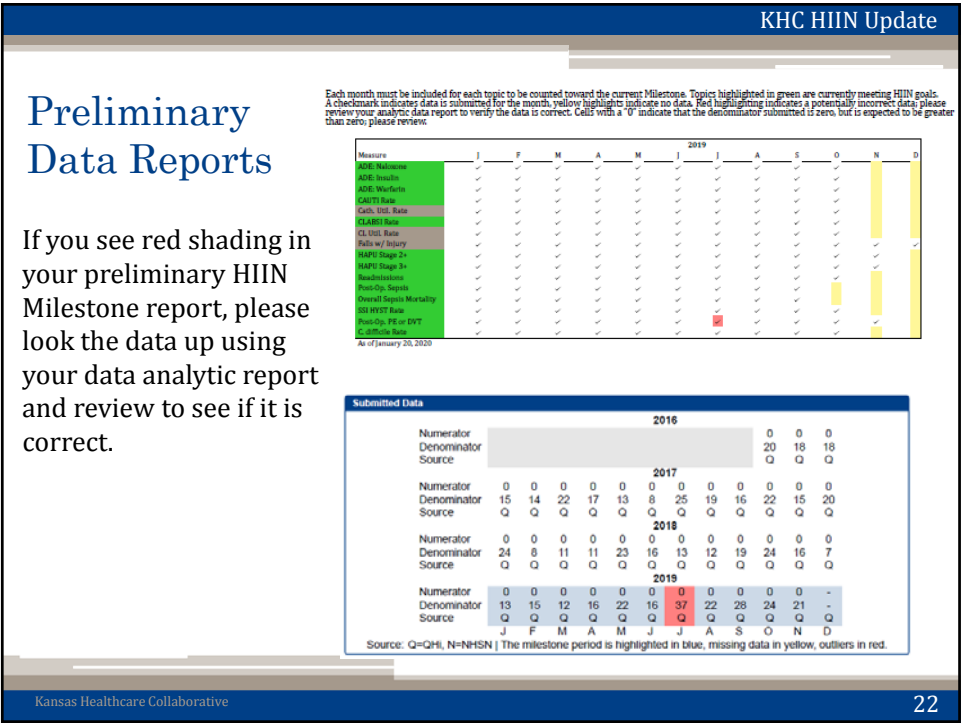 KHC HIIN Update
Preliminary
Data Reports
If you see red shading in
your preliminary HIIN
Milestone report, please
look the data up using
your data analytic report
and review to see if it is
correct.
Each month must be included for each topic to be counted toward the current Milestone. Topics highlighted in green are currently meeting HIIN goals.
A checkmark indicates data is submitted for the month, yellow highlights indicate no data. Red highlighting indicates a potentially incorrect data; please
review your analytic data report to verify the data is correct. Cells with a "0" indicate that the denominator submitted is zero, but is expected to be greater
than zero; please review.
2019
Measure J F M A M J J A S O N D
ADE: Naloxone ✓ ✓ ✓ ✓ ✓ ✓ ✓ ✓ ✓ ✓
ADE: Insulin ✓ ✓ ✓ ✓ ✓ ✓ ✓ ✓ ✓ ✓
ADE: Warfarin ✓ ✓ ✓ ✓ ✓ ✓ ✓ ✓ ✓ ✓
CAUTI Rate ✓ ✓ ✓ ✓ ✓ ✓ ✓ ✓ ✓ ✓
Cath. Util. Rate ✓ ✓ ✓ ✓ ✓ ✓ ✓ ✓ ✓ ✓
CLABSI Rate ✓ ✓ ✓ ✓ ✓ ✓ ✓ ✓ ✓ ✓
CL Util. Rate ✓ ✓ ✓ ✓ ✓ ✓ ✓ ✓ ✓ ✓
Falls w/ Injury ✓ ✓ ✓ ✓ ✓ ✓ ✓ ✓ ✓ ✓ ✓ ✓
HAPU Stage 2+ ✓ ✓ ✓ ✓ ✓ ✓ ✓ ✓ ✓ ✓ ✓
HAPU Stage 3+ ✓ ✓ ✓ ✓ ✓ ✓ ✓ ✓ ✓ ✓ ✓
Readmissions ✓ ✓ ✓ ✓ ✓ ✓ ✓ ✓ ✓ ✓
Post-Op. Sepsis ✓ ✓ ✓ ✓ ✓ ✓ ✓ ✓ ✓
Overall Sepsis Mortality ✓ ✓ ✓ ✓ ✓ ✓ ✓ ✓ ✓
SSI HYST Rate ✓ ✓ ✓ ✓ ✓ ✓ ✓ ✓ ✓ ✓
Post-Op. PE or DVT ✓ ✓ ✓ ✓ ✓ ✓ ✓ ✓ ✓ ✓ ✓
C. difficile Rate ✓ ✓ ✓ ✓ ✓ ✓ ✓ ✓ ✓ ✓
As of January 20, 2020
Submitted Data
2016
Numerator 0 0 0
Denominator 20 18 18
Source Q Q Q
2017
Numerator 0 0 0 0 0 0 0 0 0 0 0 0
Denominator 15 14 22 17 13 8 25 19 16 22 15 20
Source Q Q Q Q Q Q Q Q Q Q Q Q
2018
Numerator 0 0 0 0 0 0 0 0 0 0 0 0
Denominator 24 8 11 11 23 16 13 12 19 24 16 7
Source Q Q Q Q Q Q Q Q Q Q Q Q
2019
Numerator 0 0 0 0 0 0 0 0 0 0 0 -
Denominator 13 15 12 16 22 16 37 22 28 24 21 -
Source Q Q Q Q Q Q Q Q Q Q Q Q
J F M A M J J A S O N D
Source: Q=QHi, N=NHSN | The milestone period is highlighted in blue, missing data in yellow, outliers in red.
Kansas Healthcare Collaborative
22